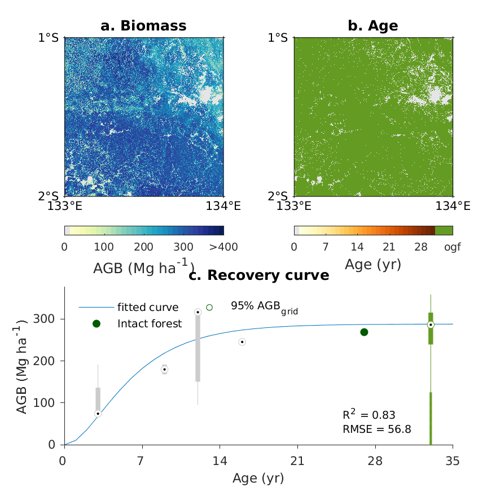 a. Biomass
b. Age
1°S
1°S
2°S
2°S
133°E
134°E
133°E
134°E
0 100 200 300 >400
0 7 14 21 28 ogf
AGB (Mg ha⁻¹)
Age (yr)
c. Recovery curve
fitted curve
95% AGB_grid
Intact forest
300
200
100
0
AGB (Mg ha⁻¹)
R² = 0.83
RMSE = 56.8
0 7 14 21 28 35
Age (yr)